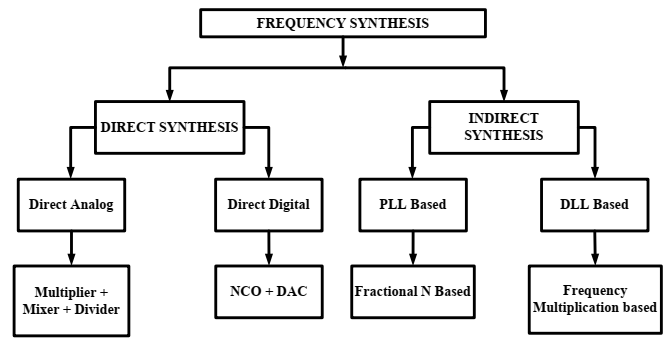 FREQUENCY SYNTHESIS
DIRECT SYNTHESIS
INDIRECT
SYNTHESIS
Direct Analog
Direct Digital
PLL Based
DLL Based
Multiplier +
Mixer + Divider
NCO + DAC
Fractional N Based
Frequency
Multiplication based